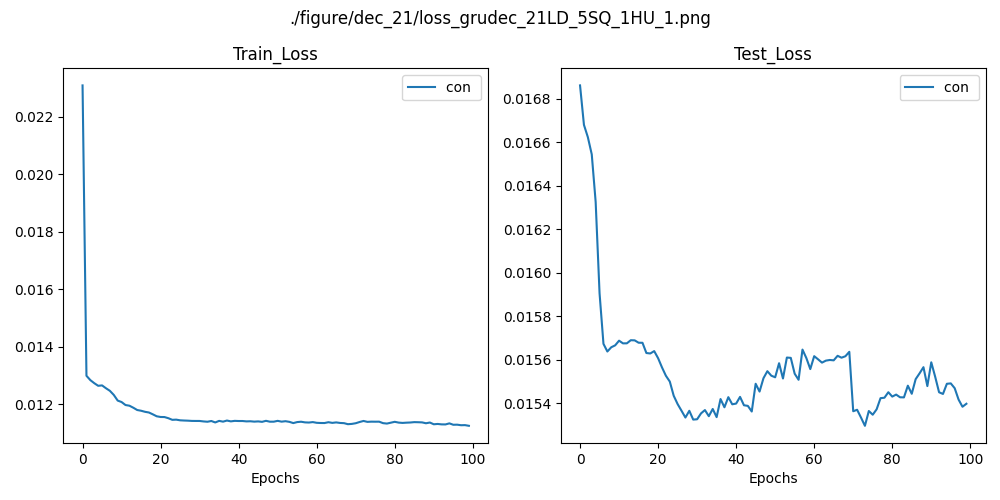 ./figure/dec_21/loss_grudec_21LD_5SQ_1HU_1.png
Train_Loss
con
0.022
0.020
0.018
0.016
0.014
0.012
0 20 40 60 80 100
Epochs
Test_Loss
con
0.0168
0.0166
0.0164
0.0162
0.0160
0.0158
0.0156
0.0154
0 20 40 60 80 100
Epochs